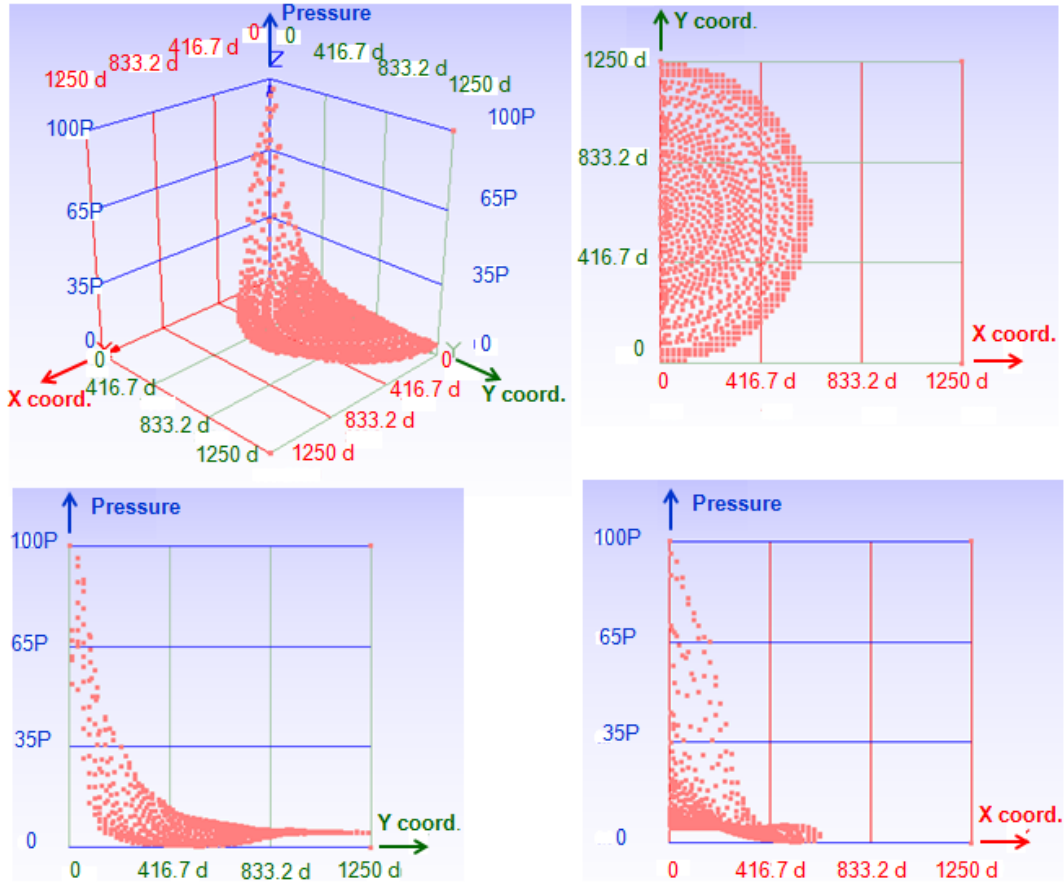 Pressure
0 0
Z
416.7 d 416.7 d
833.2 d 833.2 d
1250 d 1250 d
100P 100P
65P 65P
35P 35P
0 0
Y
0 0
X coord. 416.7 d 416.7 d Y coord.
833.2 d 833.2 d
1250 d 1250 d
Y coord.
1250 d
833.2 d
416.7 d
0
X coord.
0 416.7 d 833.2 d 1250 d
Pressure
100P
65P
35P
0
Y coord.
0 416.7 d 833.2 d 1250 d
Pressure
100P
65P
35P
0
X coord.
0 416.7 d 833.2 d 1250 d